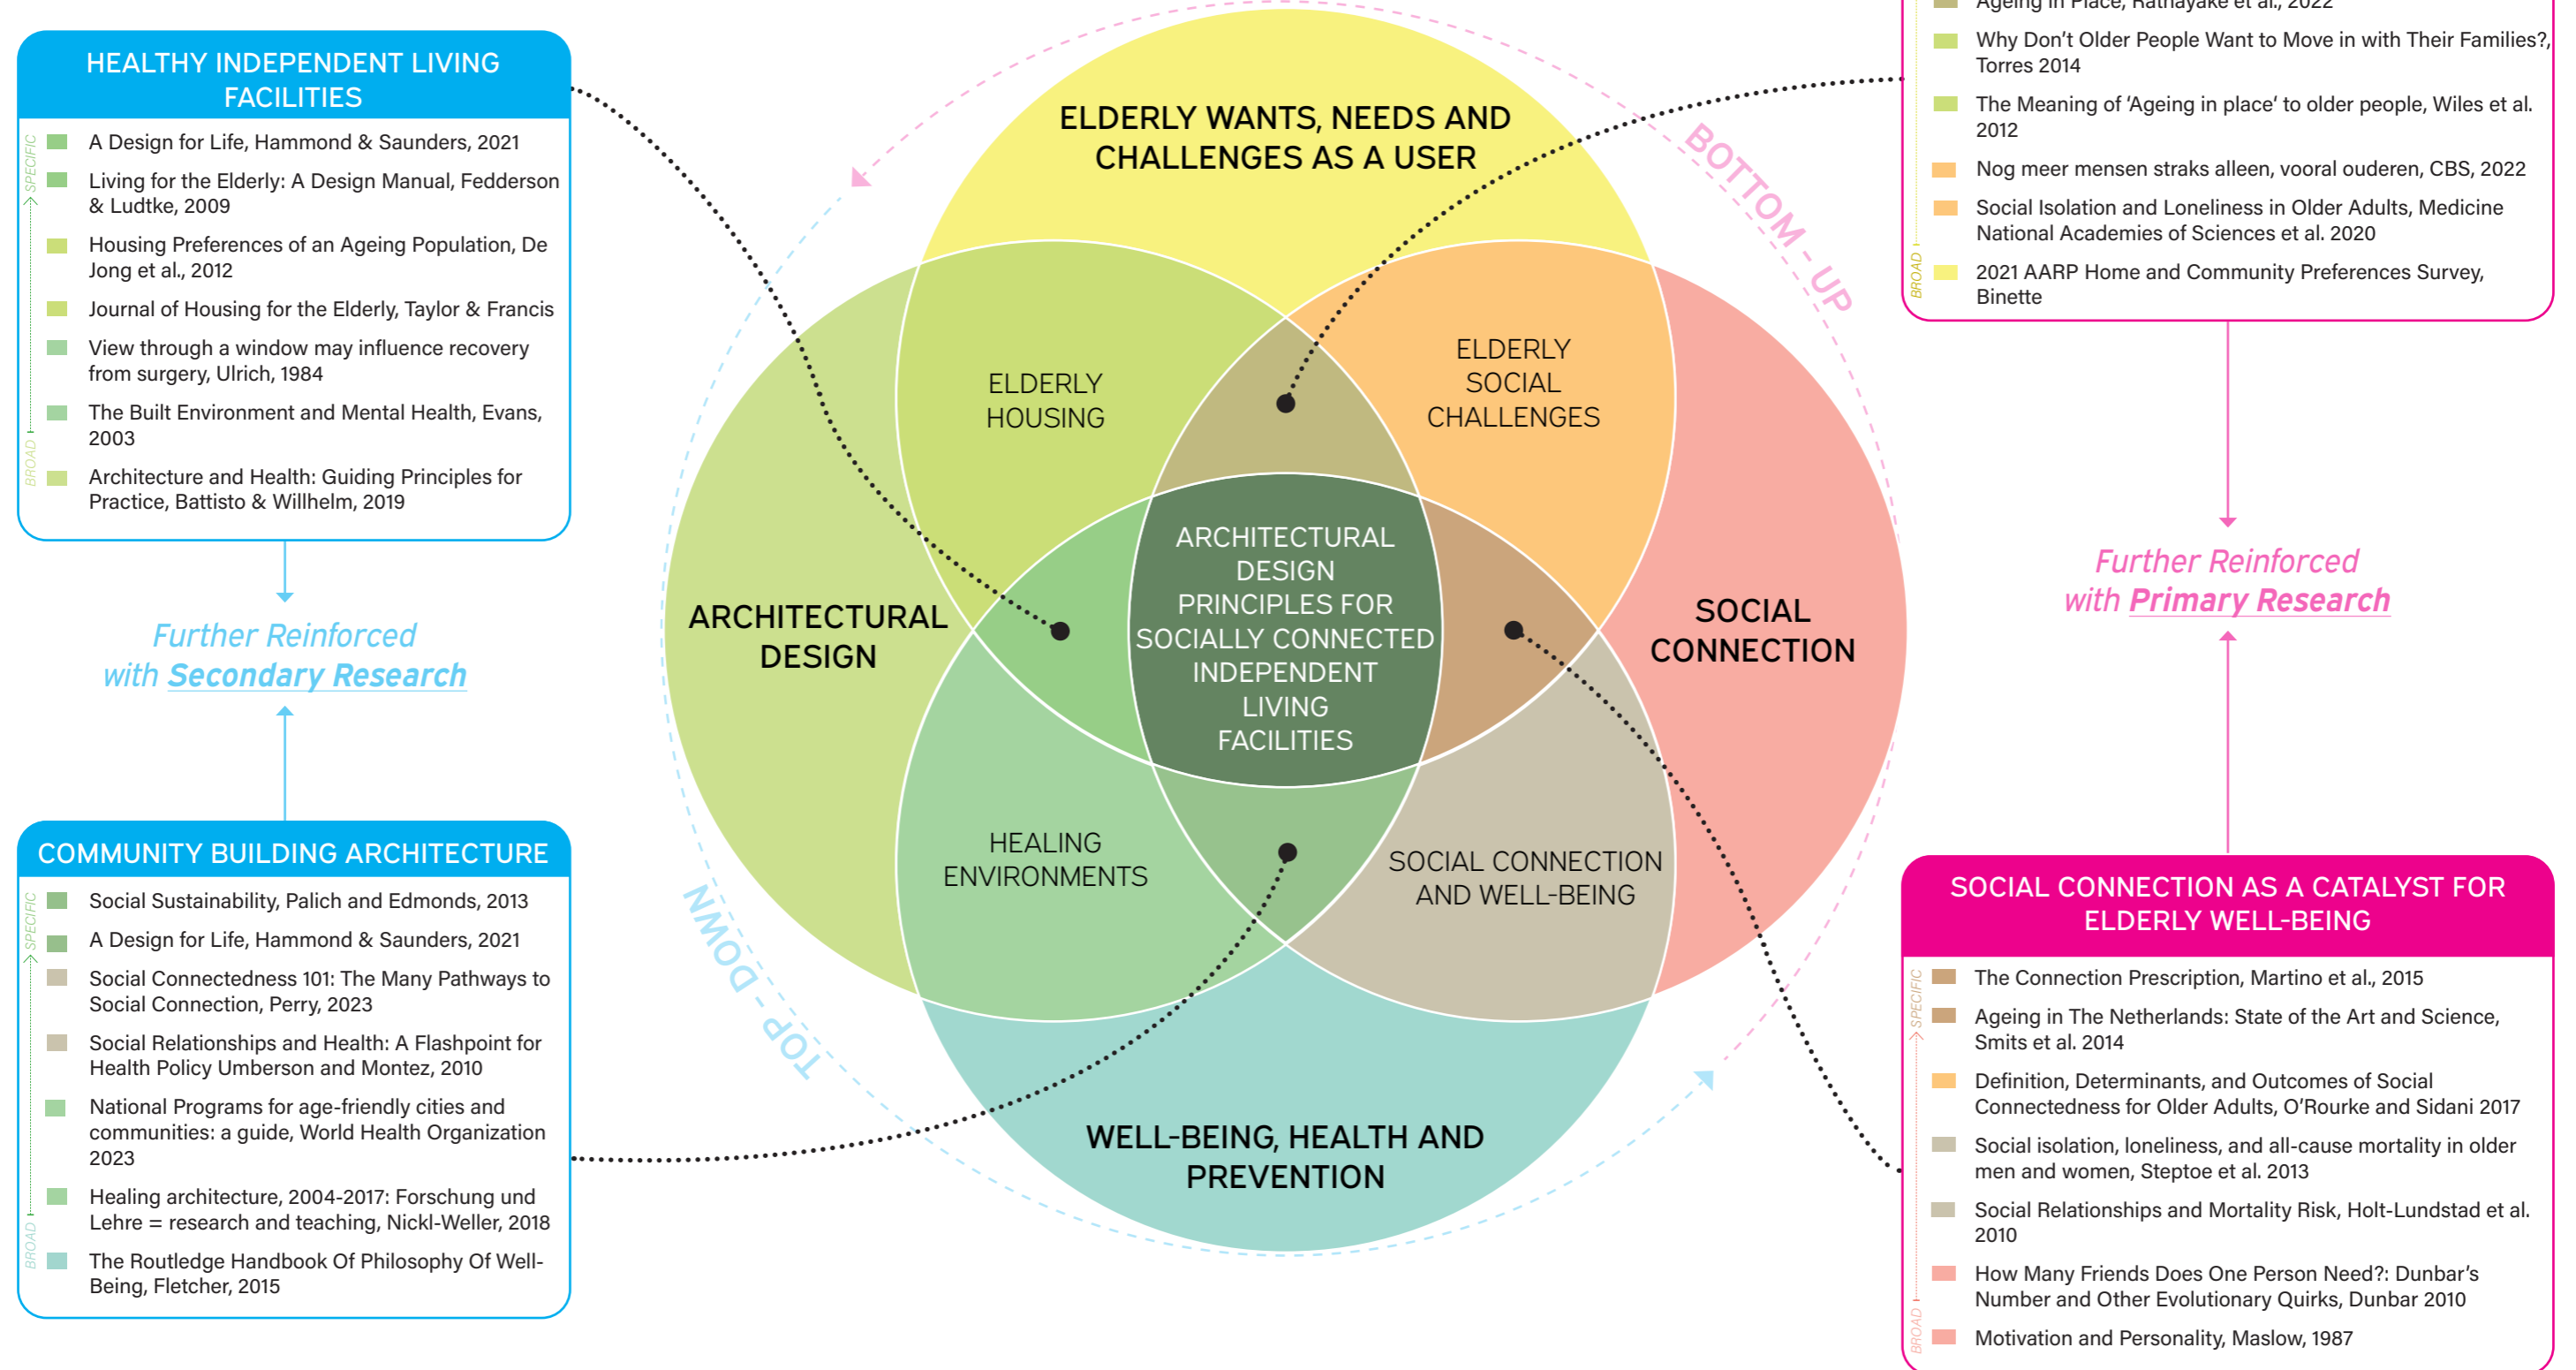 HEALTHY INDEPENDENT LIVING
FACILITIES
SPECIFIC
BROAD
A Design for Life, Hammond & Saunders, 2021
Living for the Elderly: A Design Manual, Fedderson
& Ludtke, 2009
Housing Preferences of an Ageing Population, De
Jong et al., 2012
Journal of Housing for the Elderly, Taylor & Francis
View through a window may influence recovery
from surgery, Ulrich, 1984
The Built Environment and Mental Health, Evans,
2003
Architecture and Health: Guiding Principles for
Practice, Battisto & Willhelm, 2019
Further Reinforced
with Secondary Research
COMMUNITY BUILDING ARCHITECTURE
SPECIFIC
BROAD
Social Sustainability, Palich and Edmonds, 2013
A Design for Life, Hammond & Saunders, 2021
Social Connectedness 101: The Many Pathways to
Social Connection, Perry, 2023
Social Relationships and Health: A Flashpoint for
Health Policy Umberson and Montez, 2010
National Programs for age-friendly cities and
communities: a guide, World Health Organization
2023
Healing architecture, 2004-2017: Forschung und
Lehre = research and teaching, Nickl-Weller, 2018
The Routledge Handbook Of Philosophy Of Well-
Being, Fletcher, 2015
ELDERLY WANTS, NEEDS AND
CHALLENGES AS A USER
BOTTOM - UP
ELDERLY
HOUSING
ELDERLY
SOCIAL
CHALLENGES
ARCHITECTURAL
DESIGN
ARCHITECTURAL
DESIGN
PRINCIPLES FOR
SOCIALLY CONNECTED
INDEPENDENT
LIVING
FACILITIES
SOCIAL
CONNECTION
HEALING
ENVIRONMENTS
SOCIAL CONNECTION
AND WELL-BEING
TOP - DOWN
WELL-BEING, HEALTH AND
PREVENTION
Ageing in Place, Rathayake et al., 2022
Why Don't Older People Want to Move in with Their Families?,
Torres 2014
The Meaning of 'Ageing in place' to older people, Wiles et al.
2012
Nog meer mensen straks alleen, vooral ouderen, CBS, 2022
Social Isolation and Loneliness in Older Adults, Medicine
National Academies of Sciences et al. 2020
2021 AARP Home and Community Preferences Survey,
Binette
BROAD
Further Reinforced
with Primary Research
SOCIAL CONNECTION AS A CATALYST FOR
ELDERLY WELL-BEING
SPECIFIC
BROAD
The Connection Prescription, Martino et al., 2015
Ageing in The Netherlands: State of the Art and Science,
Smits et al. 2014
Definition, Determinants, and Outcomes of Social
Connectedness for Older Adults, O'Rourke and Sidani 2017
Social isolation, loneliness, and all-cause mortality in older
men and women, Steptoe et al. 2013
Social Relationships and Mortality Risk, Holt-Lundstad et al.
2010
How Many Friends Does One Person Need?: Dunbar's
Number and Other Evolutionary Quirks, Dunbar 2010
Motivation and Personality, Maslow, 1987